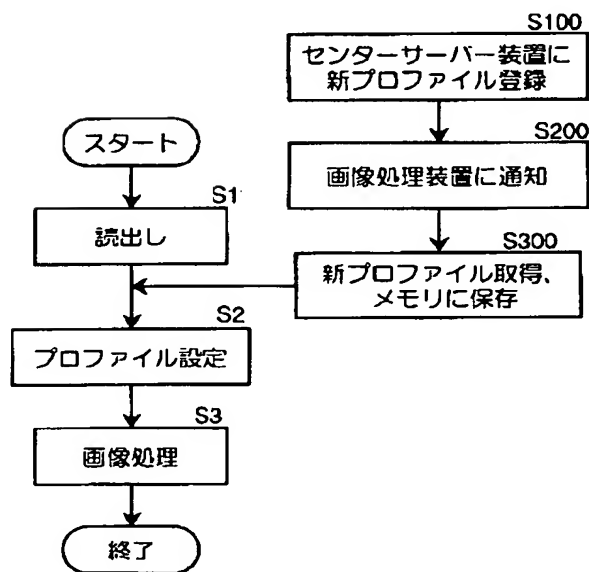 S100
センターサーバー装置に
新プロファイル登録
スタート
S200
画像処理装置に通知
S1
読出し
S300
新プロファイル取得、
メモリに保存
S2
プロファイル設定
S3
画像処理
終了